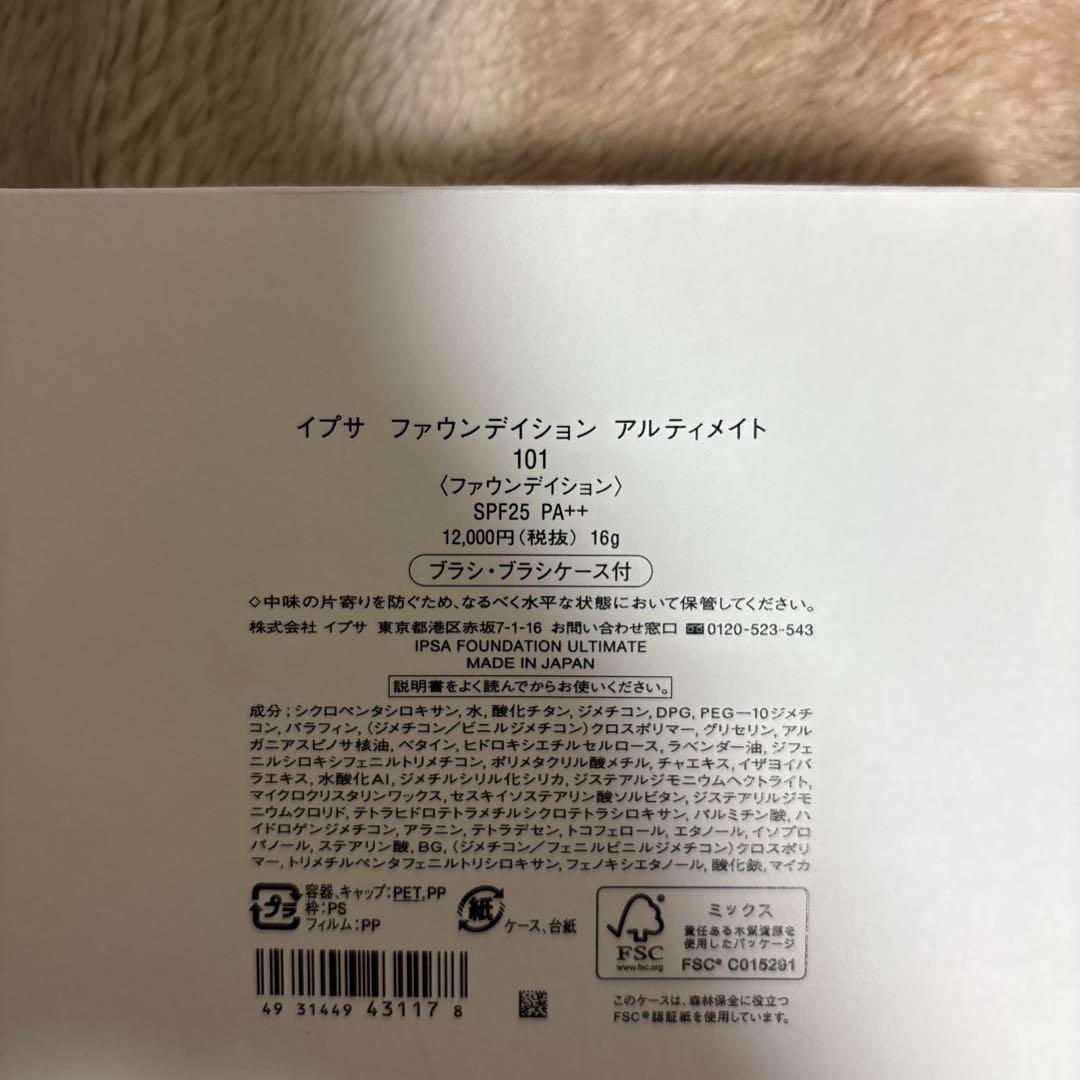 イプサ ファウンデイション アルティメイト
101
〈ファウンデイション〉
SPF25 PA++
12,000円(税抜) 16g
ブラシ・ブラシケース付
◇中味の片寄りを防ぐため、なるべく水平な状態において保管してください。
株式会社 イプサ 東京都港区赤坂7-1-16 お問い合わせ窓口 0120-523-543
IPSA FOUNDATION ULTIMATE
MADE IN JAPAN
説明書をよく読んでからお使いください。
成分;シクロペンタシロキサン,水,酸化チタン,ジメチコン,DPG,PEG－10ジメチ
コン,パラフィン,(ジメチコン/ビニルジメチコン)クロスポリマー,グリセリン,アル
ガニアスピノサ核油,ベタイン,ヒドロキシエチルセルロース,ラベンダー油,ジフェ
ニルシロキシフェニルトリメチコン,ポリメタクリル酸メチル,チャエキス,イザヨイバ
ラエキス,水酸化Al,ジメチルシリル化シリカ,ジステアルジモニウムヘクトライト,
マイクロクリスタリンワックス,セスキイソステアリン酸ソルビタン,ジステアリルジモ
ニウムクロリド,テトラヒドロテトラメチルシクロテトラシロキサン,パルミチン酸,ハ
イドロゲンジメチコン,アラニン,テトラデセン,トコフェロール,エタノール,イソプロ
パノール,ステアリン酸,BG,(ジメチコン/フェニルビニルジメチコン)クロスポリ
マー,トリメチルペンタフェニルトリシロキサン,フェノキシエタノール,酸化鉄,マイカ
プラ
容器、キャップ:PET,PP
枠:PS
フィルム:PP
紙
ケース、台紙
FSC
www.fsc.org
ミックス
責任ある木質資源を
使用したパッケージ
FSC® C015291
このケースは、森林保全に役立つ
FSC®認証紙を使用しています。
49 31449 43117 8